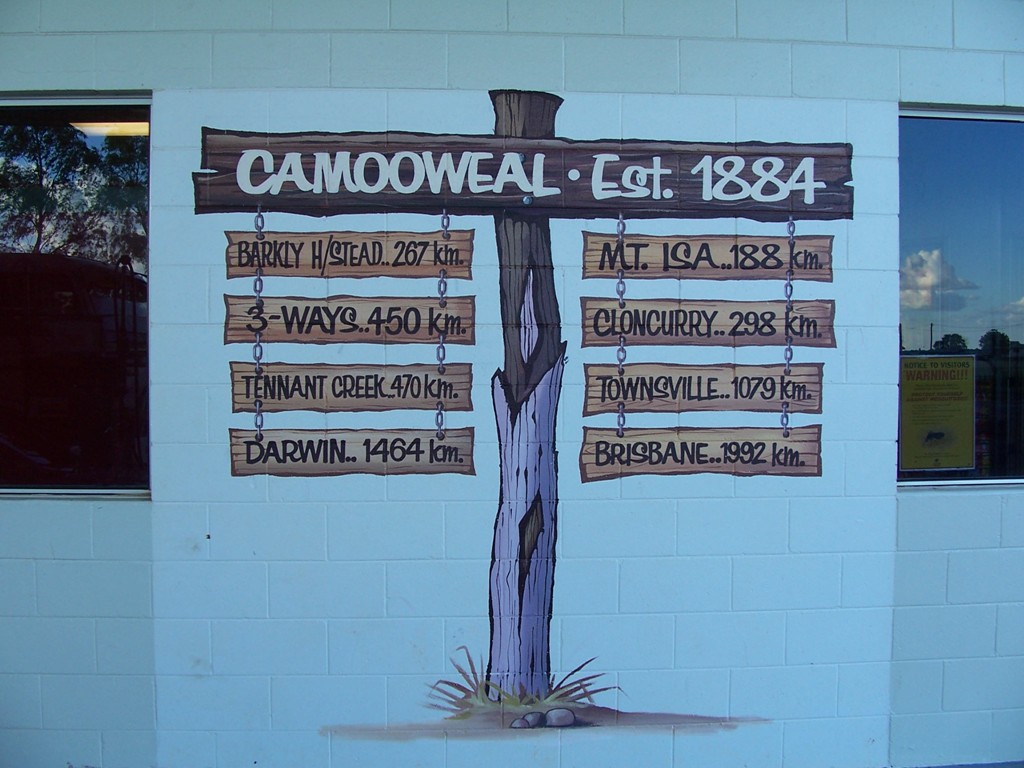 CAMOOWEAL · Est. 1884
BARKLY H/STEAD..267 km.
3-WAYS..450 km.
TENNANT CREEK..470 km.
DARWIN..1464 km.
MT. ISA..188 km.
CLONCURRY..298 km.
TOWNSVILLE..1079 km.
BRISBANE..1992 km.
NOTICE TO VISITORS
WARNING!!!